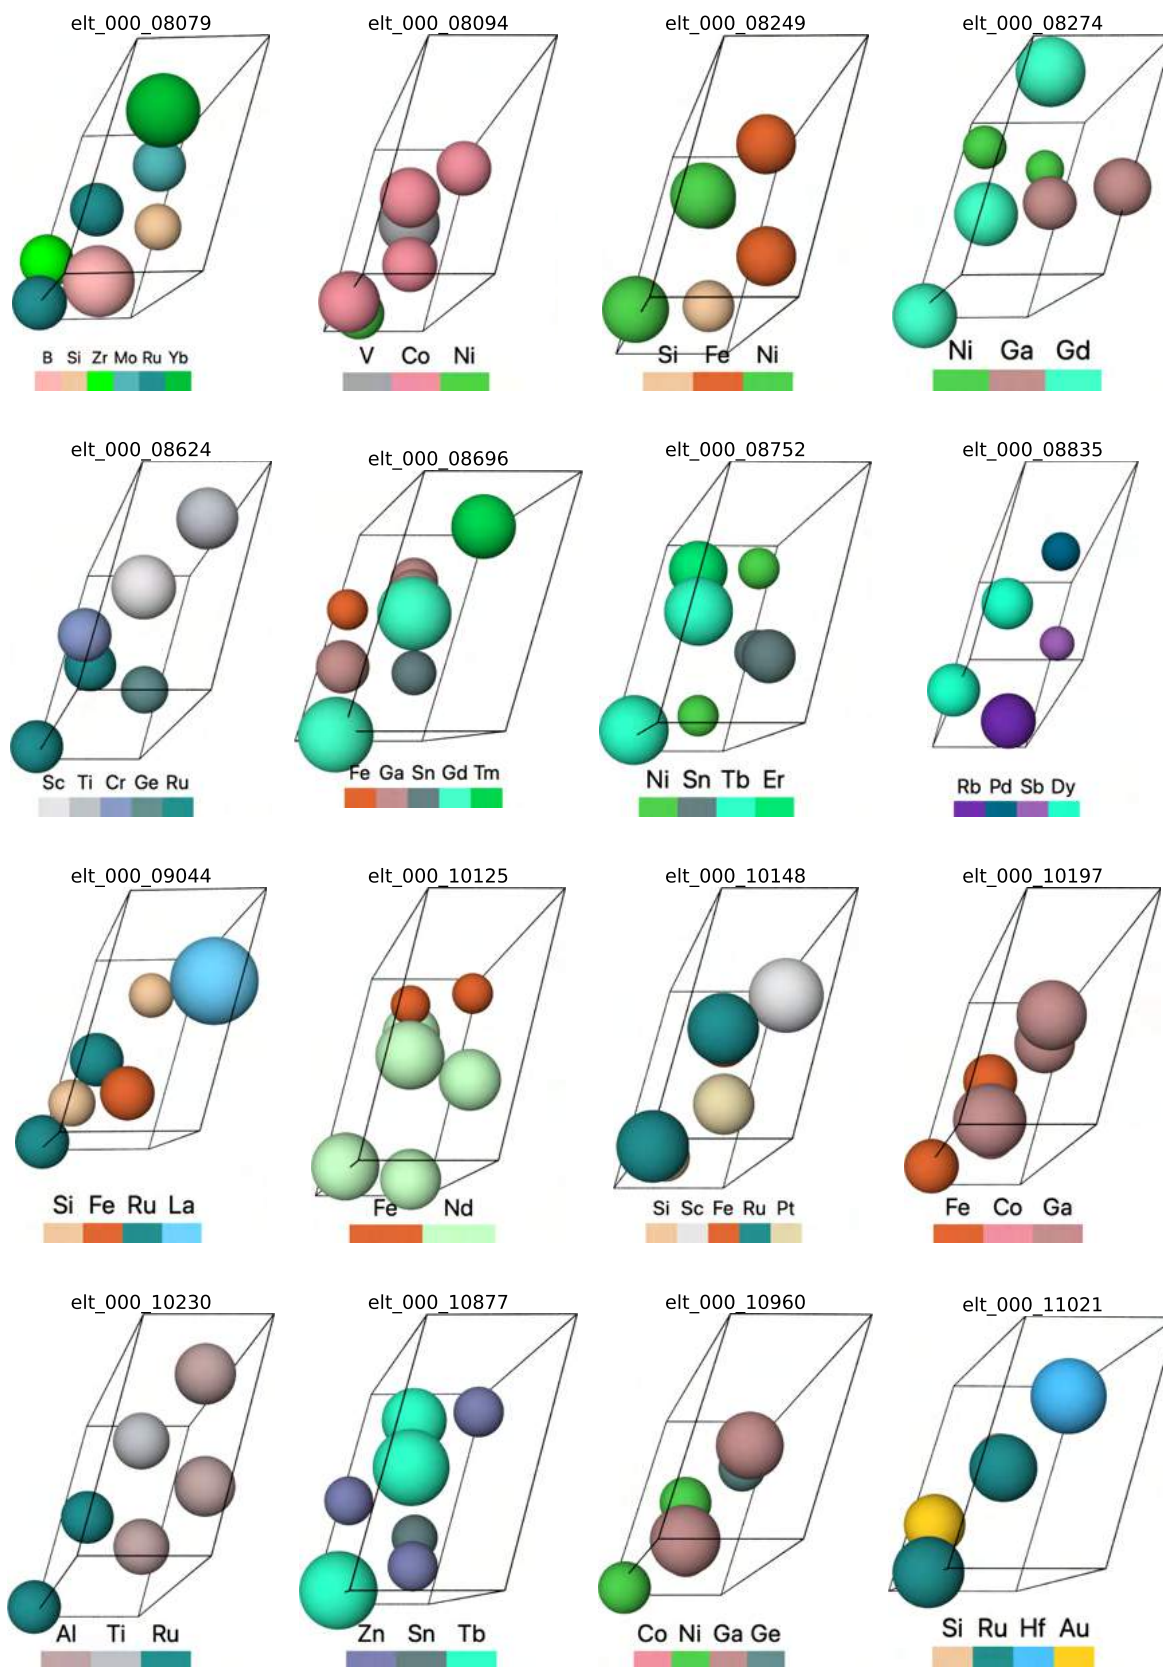 elt_000_08079 elt_000_08094 elt_000_08249 elt_000_08274
B Si Zr Mo Ru Yb
V Co Ni
Si Fe Ni
Ni Ga Gd
elt_000_08624 elt_000_08696 elt_000_08752 elt_000_08835
Sc Ti Cr Ge Ru
Fe Ga Sn Gd Tm
Ni Sn Tb Er
Rb Pd Sb Dy
elt_000_09044 elt_000_10125 elt_000_10148 elt_000_10197
Si Fe Ru La
Fe Nd
Si Sc Fe Ru Pt
Fe Co Ga
elt_000_10230 elt_000_10877 elt_000_10960 elt_000_11021
Al Ti Ru
Zn Sn Tb
Co Ni Ga Ge
Si Ru Hf Au